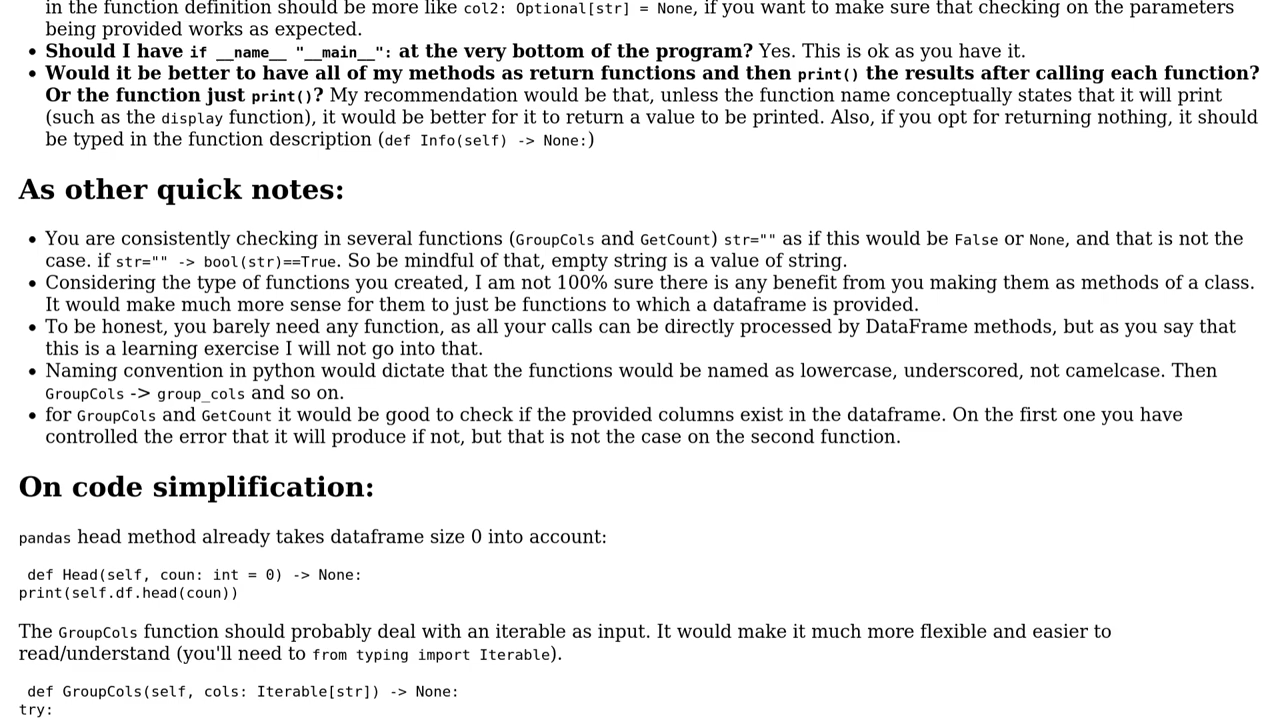 in the function definition should be more like col2: Optional[str] = None, if you want to make sure that checking on the parameters
being provided works as expected.
• Should I have if __name__ "__main__": at the very bottom of the program? Yes. This is ok as you have it.
• Would it be better to have all of my methods as return functions and then print() the results after calling each function?
Or the function just print()? My recommendation would be that, unless the function name conceptually states that it will print
(such as the display function), it would be better for it to return a value to be printed. Also, if you opt for returning nothing, it should
be typed in the function description (def Info(self) -> None:)
As other quick notes:
• You are consistently checking in several functions (GroupCols and GetCount) str="" as if this would be False or None, and that is not the
case. if str="" -> bool(str)==True. So be mindful of that, empty string is a value of string.
• Considering the type of functions you created, I am not 100% sure there is any benefit from you making them as methods of a class.
It would make much more sense for them to just be functions to which a dataframe is provided.
• To be honest, you barely need any function, as all your calls can be directly processed by DataFrame methods, but as you say that
this is a learning exercise I will not go into that.
• Naming convention in python would dictate that the functions would be named as lowercase, underscored, not camelcase. Then
GroupCols -> group_cols and so on.
• for GroupCols and GetCount it would be good to check if the provided columns exist in the dataframe. On the first one you have
controlled the error that it will produce if not, but that is not the case on the second function.
On code simplification:
pandas head method already takes dataframe size 0 into account:
def Head(self, coun: int = 0) -> None:
print(self.df.head(coun))
The GroupCols function should probably deal with an iterable as input. It would make it much more flexible and easier to
read/understand (you'll need to from typing import Iterable).
def GroupCols(self, cols: Iterable[str]) -> None:
try: